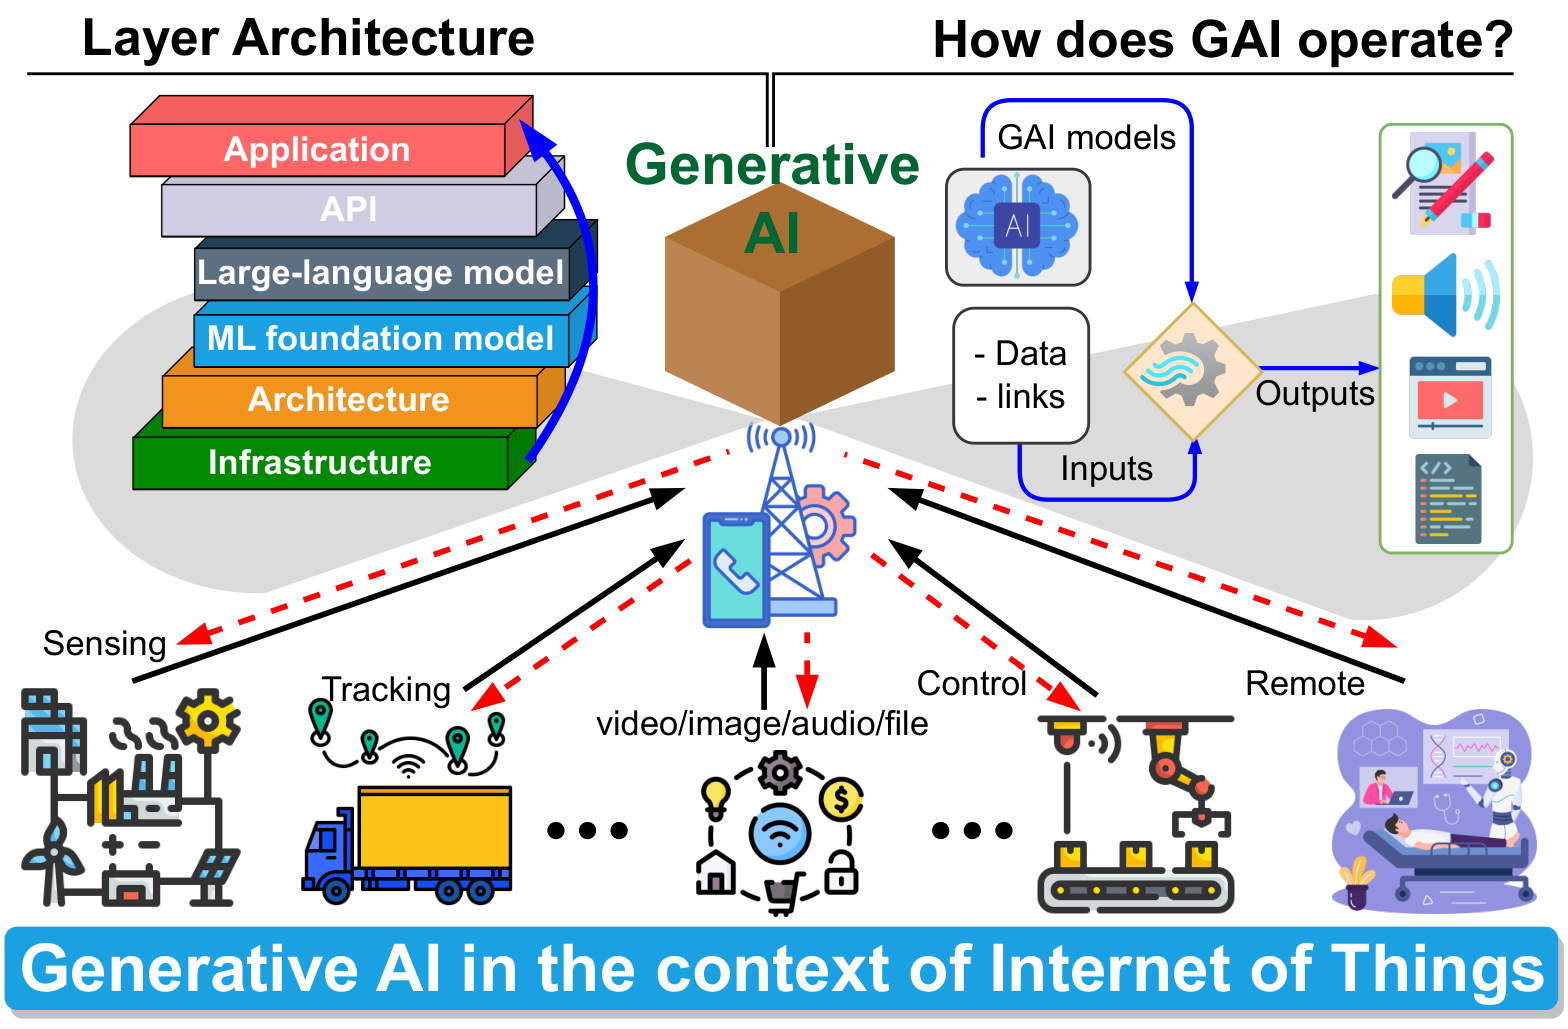 Layer Architecture
How does GAI operate?
Generative
AI
Application
API
Large-language model
ML foundation model
Architecture
Infrastructure
GAI models
AI
- Data
- links
Inputs
Outputs
</>
Sensing
Tracking
video/image/audio/file
Control
Remote
$
Generative AI in the context of Internet of Things